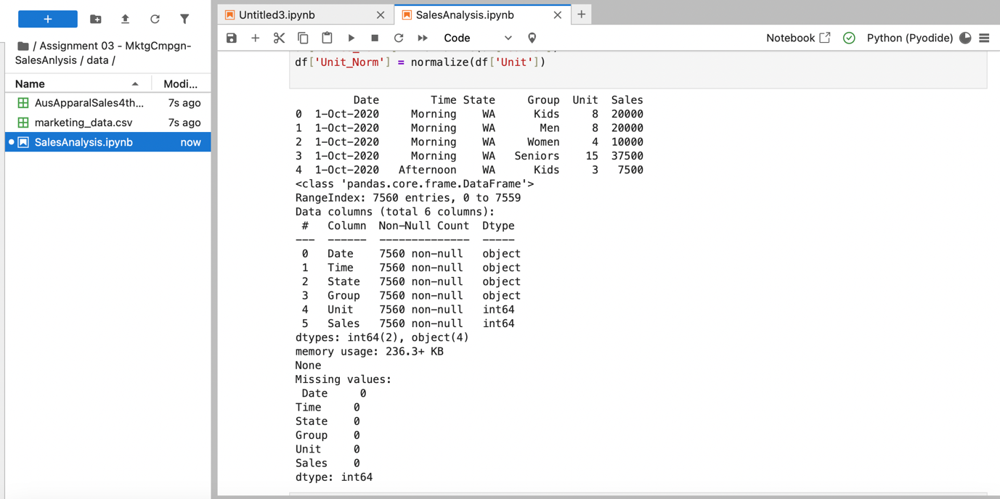 +
/ Assignment 03 - MktgCmpgn-
SalesAnlysis / data /
Name Modi...
AusApparalSales4th... 7s ago
marketing_data.csv 7s ago
SalesAnalysis.ipynb now
Untitled3.ipynb
SalesAnalysis.ipynb
Code
Notebook
Python (Pyodide)
df['Unit_Norm'] = normalize(df['Unit'])
Date Time State Group Unit Sales
0 1-Oct-2020 Morning WA Kids 8 20000
1 1-Oct-2020 Morning WA Men 8 20000
2 1-Oct-2020 Morning WA Women 4 10000
3 1-Oct-2020 Morning WA Seniors 15 37500
4 1-Oct-2020 Afternoon WA Kids 3 7500
<class 'pandas.core.frame.DataFrame'>
RangeIndex: 7560 entries, 0 to 7559
Data columns (total 6 columns):
# Column Non-Null Count Dtype
--- ------ -------------- -----
0 Date 7560 non-null object
1 Time 7560 non-null object
2 State 7560 non-null object
3 Group 7560 non-null object
4 Unit 7560 non-null int64
5 Sales 7560 non-null int64
dtypes: int64(2), object(4)
memory usage: 236.3+ KB
None
Missing values:
Date 0
Time 0
State 0
Group 0
Unit 0
Sales 0
dtype: int64